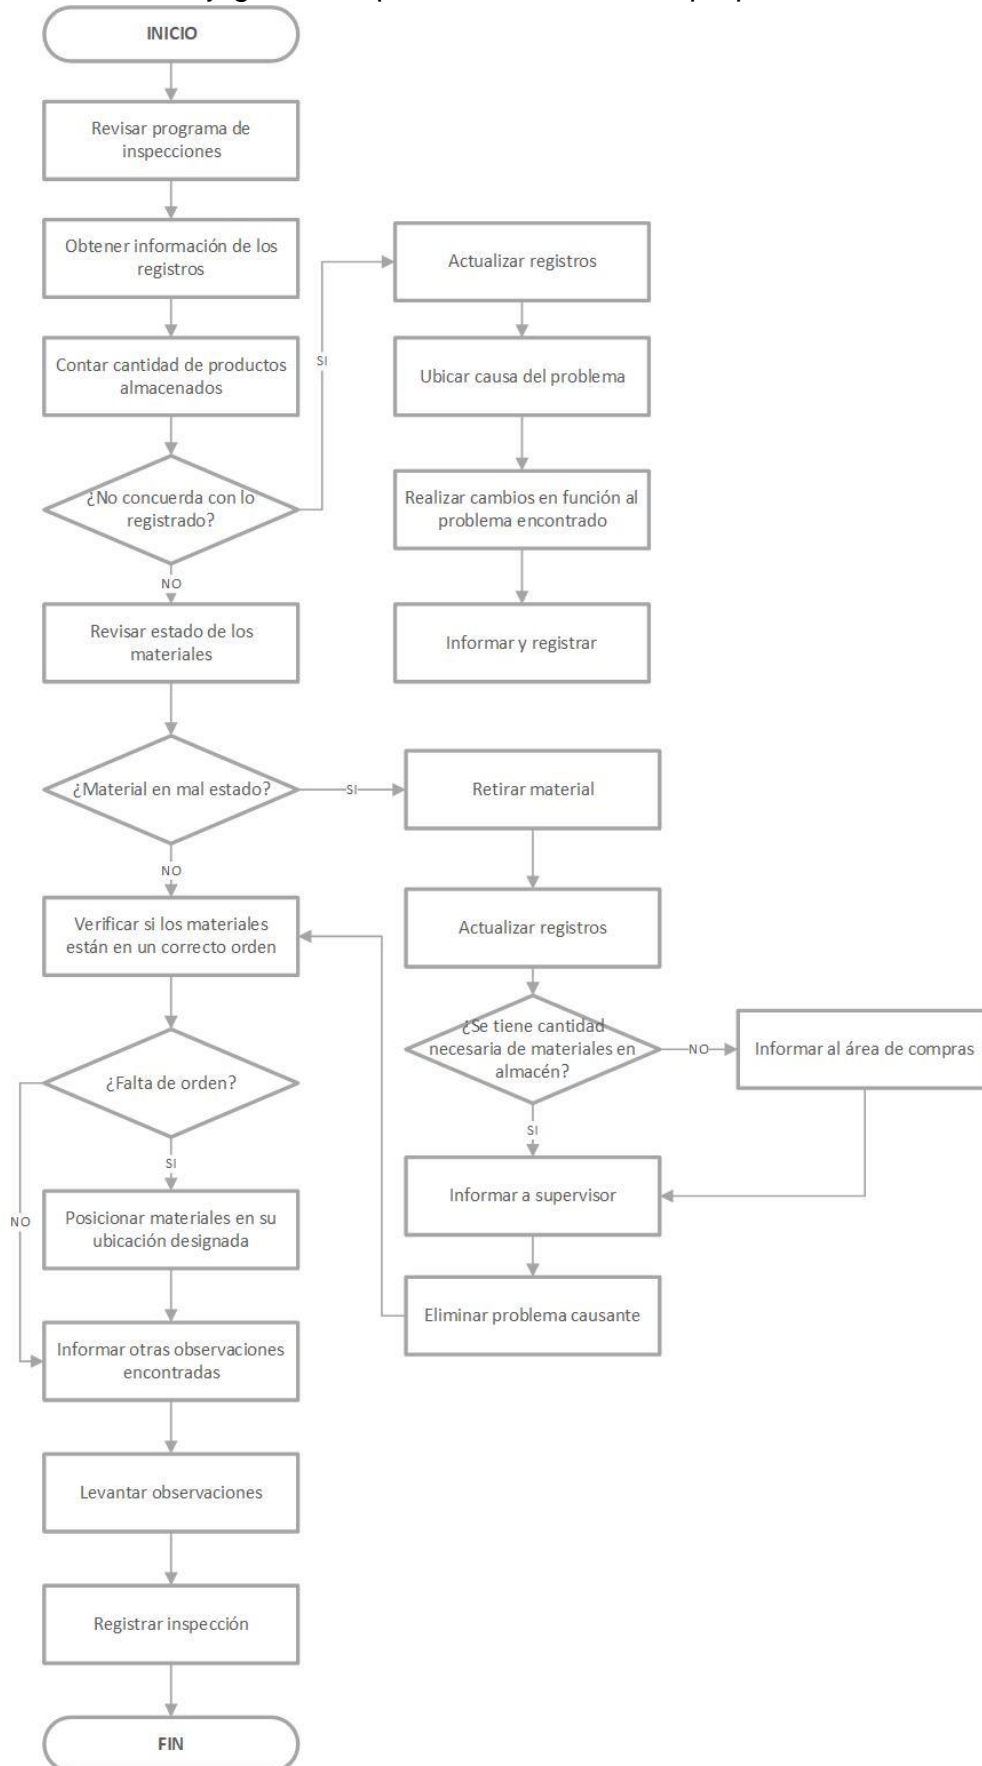 INICIO
Revisar programa de
inspecciones
Obtener información de los
registros
Contar cantidad de productos
almacenados
¿No concuerda con lo
registrado?
SI
Actualizar registros
Ubicar causa del problema
Realizar cambios en función al
problema encontrado
Informar y registrar
NO
Revisar estado de los
materiales
¿Material en mal estado?
SI
Retirar material
Actualizar registros
¿Se tiene cantidad
necesaria de materiales en
almacén?
NO
Informar al área de compras
SI
Informar a supervisor
Eliminar problema causante
NO
Verificar si los materiales
están en un correcto orden
¿Falta de orden?
SI
NO
Posicionar materiales en su
ubicación designada
Informar otras observaciones
encontradas
Levantar observaciones
Registrar inspección
FIN